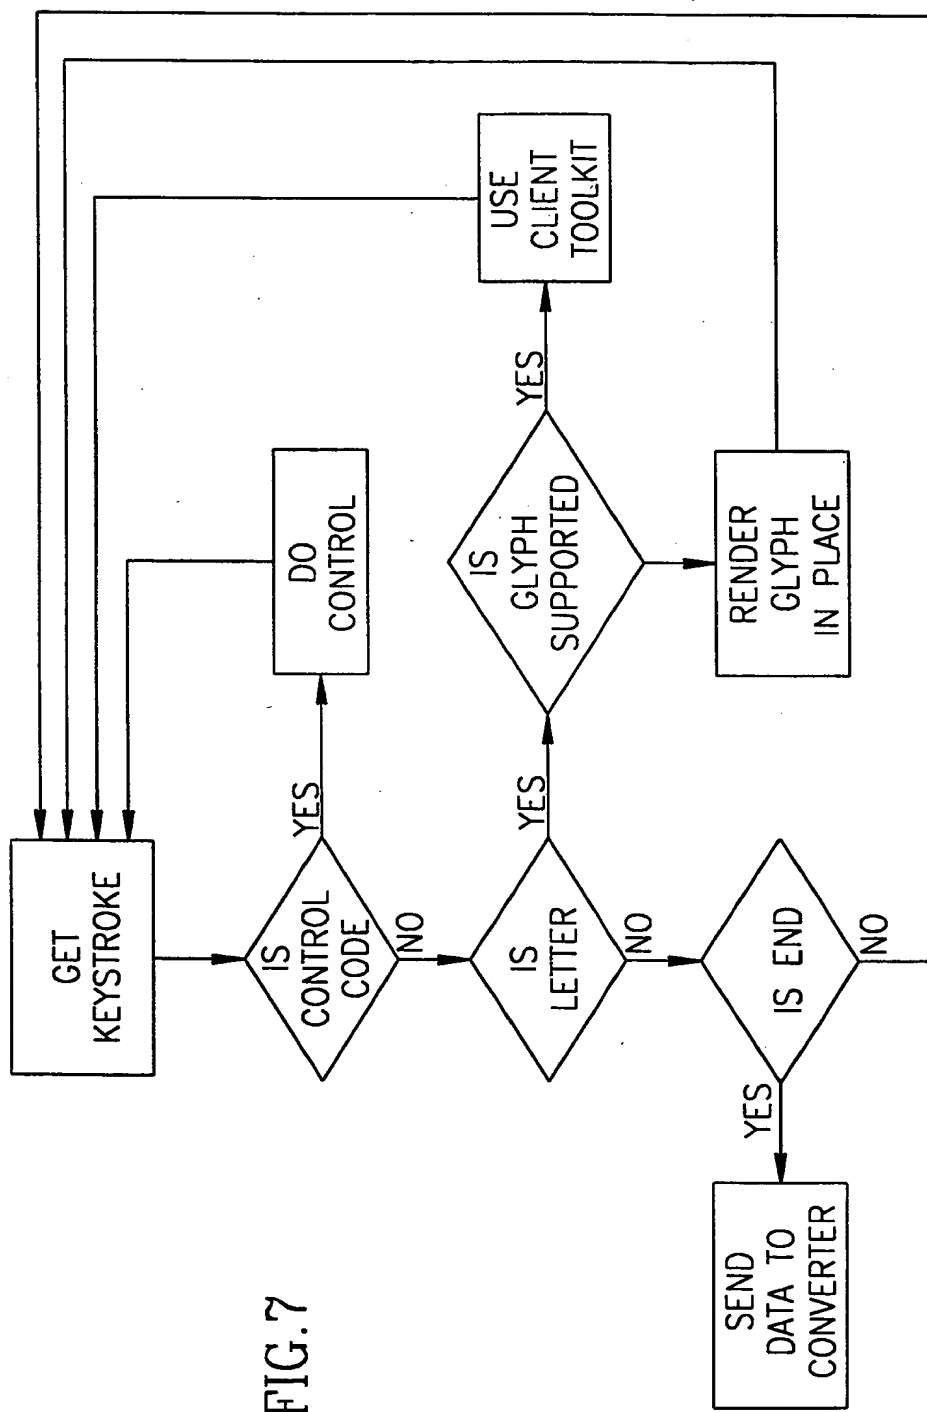 GET
KEYSTROKE
IS
CONTROL
CODE
YES
DO
CONTROL
NO
IS
LETTER
YES
IS
GLYPH
SUPPORTED
YES
USE
CLIENT
TOOLKIT
RENDER
GLYPH
IN PLACE
NO
IS END
YES
SEND
DATA TO
CONVERTER
NO
FIG.7